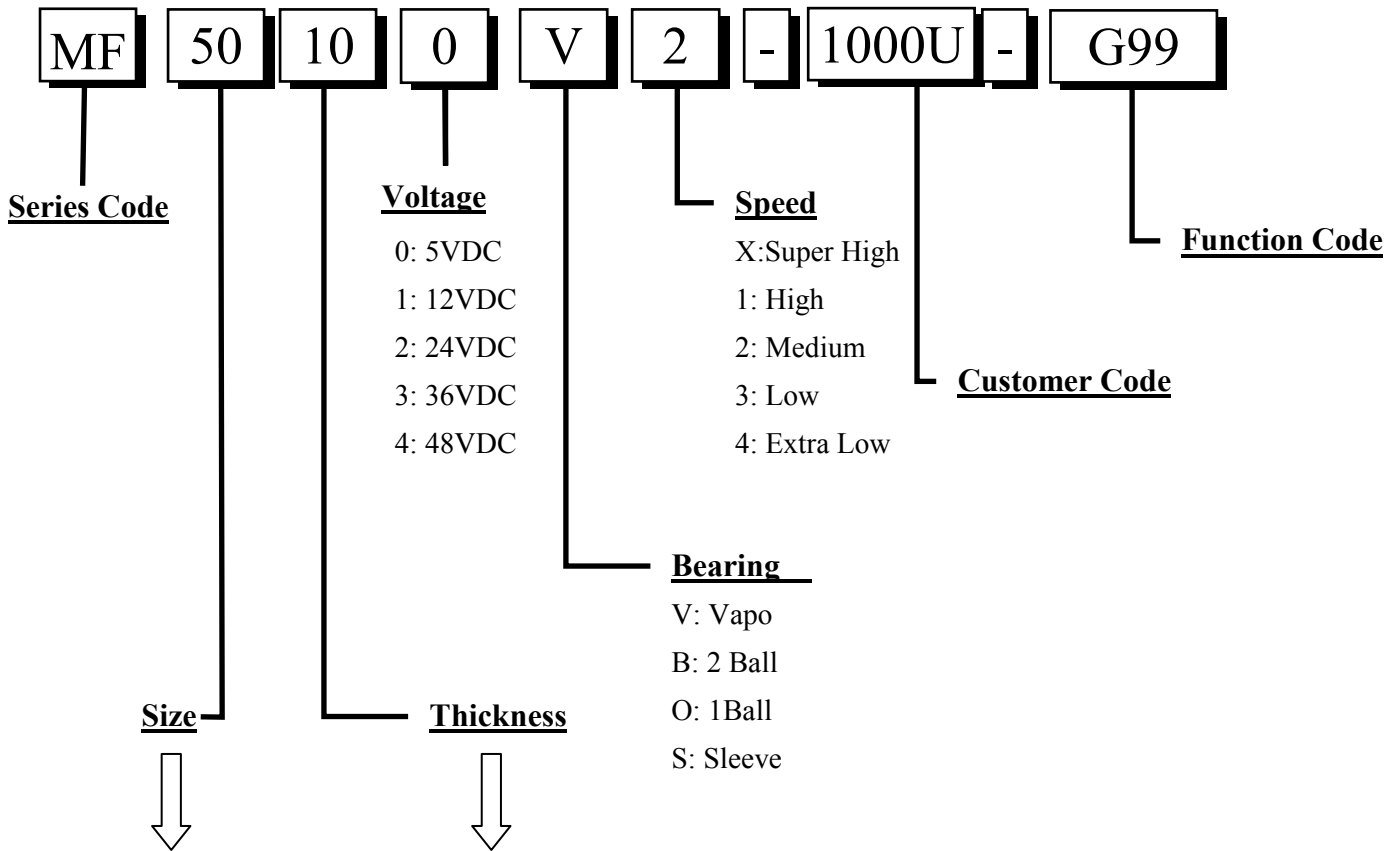 MF 50 10 0 V 2 - 1000U - G99
Series Code
Voltage
0: 5VDC
1: 12VDC
2: 24VDC
3: 36VDC
4: 48VDC
Speed
X:Super High
1: High
2: Medium
3: Low
4: Extra Low
Function Code
Customer Code
Bearing
V: Vapo
B: 2 Ball
O: 1Ball
S: Sleeve
Size
Thickness